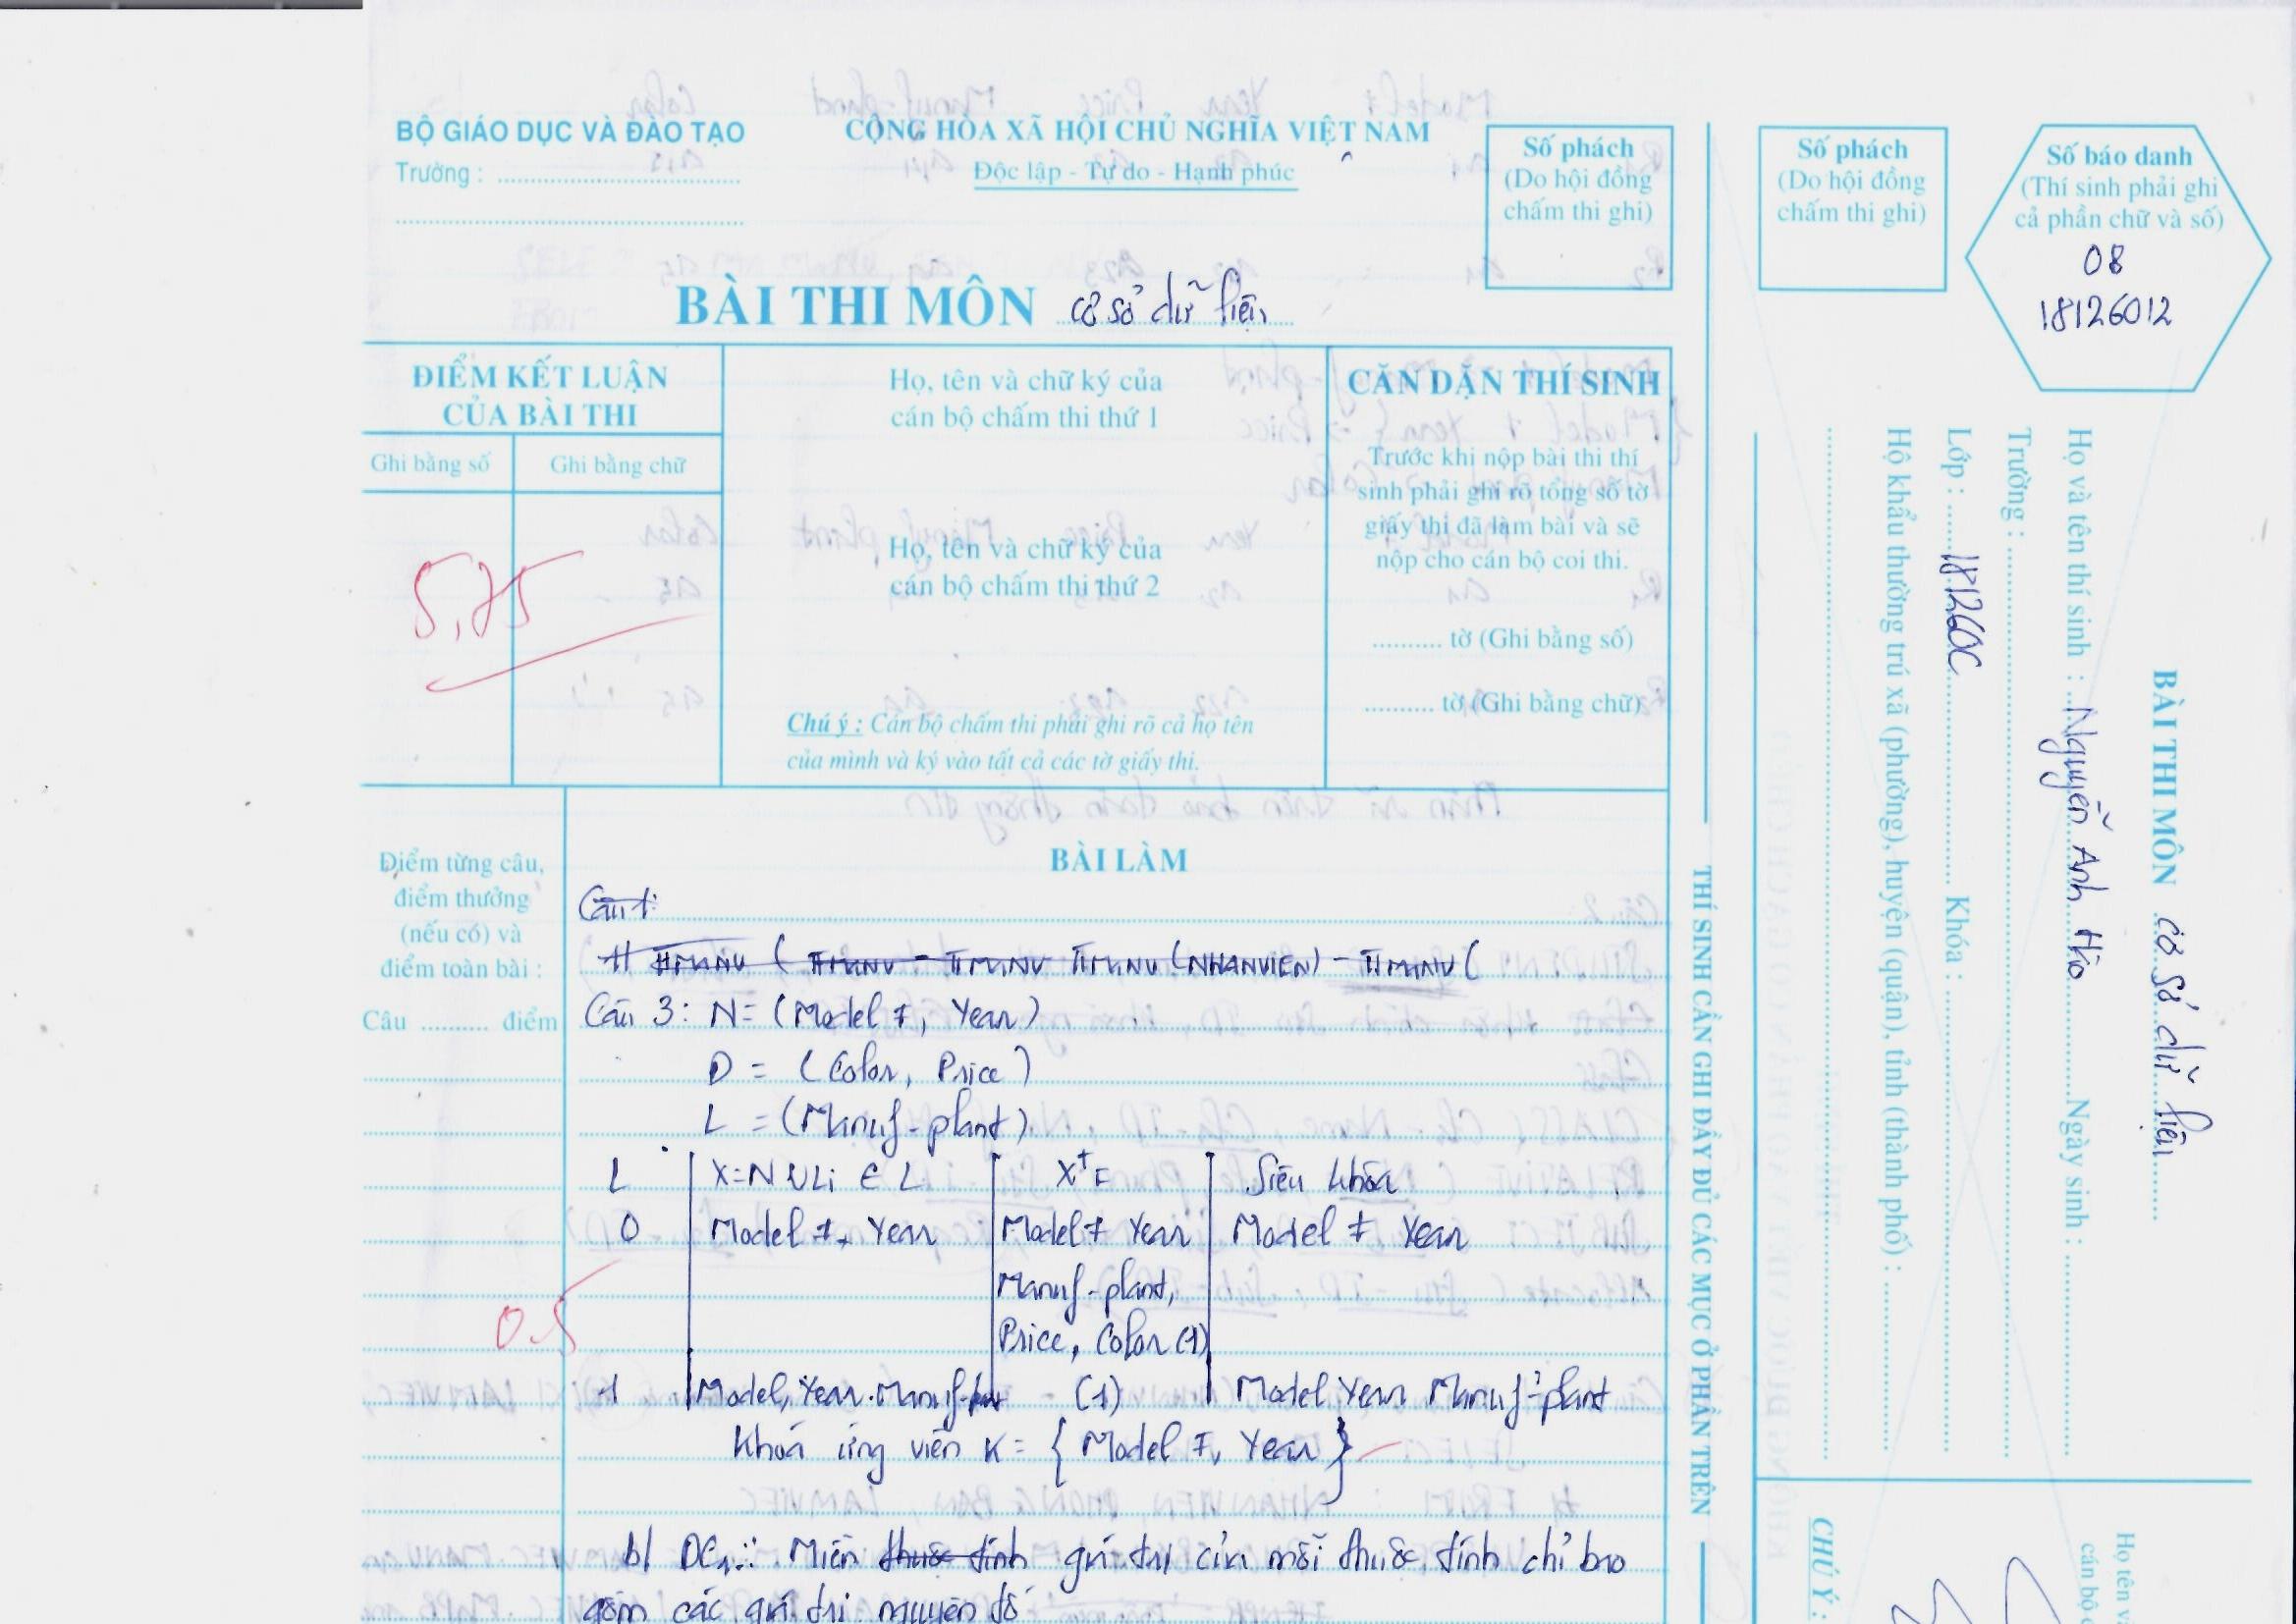 BỘ GIÁO DỤC VÀ ĐÀO TẠO
Trường : ..........
CỘNG HÒA XÃ HỘI CHỦ NGHĨA VIỆT NAM
Độc lập - Tự do - Hạnh phúc
Số phách
(Do hội đồng
chấm thi ghi)
Số phách
(Do hội đồng
chấm thi ghi)
Số báo danh
(Thí sinh phải ghi
cả phần chữ và số)
08
18126012
BÀI THI MÔN cơ sở dữ liệu
ĐIỂM KẾT LUẬN
CỦA BÀI THI
Ghi bằng số
Ghi bằng chữ
5,75
Họ, tên và chữ ký của
cán bộ chấm thi thứ 1
Họ, tên và chữ ký của
cán bộ chấm thi thứ 2
Chú ý : Cán bộ chấm thi phải ghi rõ cả họ tên
của mình và ký vào tất cả các tờ giấy thi.
CĂN DẶN THÍ SINH
Trước khi nộp bài thi thí
sinh phải ghi rõ tổng số tờ
giấy thi đã làm bài và sẽ
nộp cho cán bộ coi thi.
.......... tờ (Ghi bằng số)
.......... tờ (Ghi bằng chữ)
BÀI THI MÔN cơ sở dữ liệu
Họ và tên thí sinh : Nguyễn Anh Hào Ngày sinh :
Trường :
Lớp : 18126OC Khóa :
Hộ khẩu thường trú xã (phường), huyện (quận), tỉnh (thành phố) :
THÍ SINH CẦN GHI ĐẦY ĐỦ CÁC MỤC Ở PHẦN TRÊN
CHÚ Ý :
Họ tên và
cán bộ
Điểm từng câu,
điểm thưởng
(nếu có) và
điểm toàn bài :
Câu .......... điểm
0.5
BÀI LÀM
Câu 1:
(NHANVIEN) -
Câu 3: N = (Model #, Year)
D = (Color, Price)
L = (Manuf-plant)
L X=N ∪ Li ∈ L X+F Siêu khóa
0 Model #, Year Model # Year Model # Year
Manuf-plant,
Price, Color (1)
1 Model, Year. Manuf-plant (1) Model Year Manuf-plant
Khoá ứng viên K = { Model #, Year }
b/ DC1: Miền thuộc tính giá trị của mỗi thuộc tính chỉ bao
gồm các giá trị nguyên tố